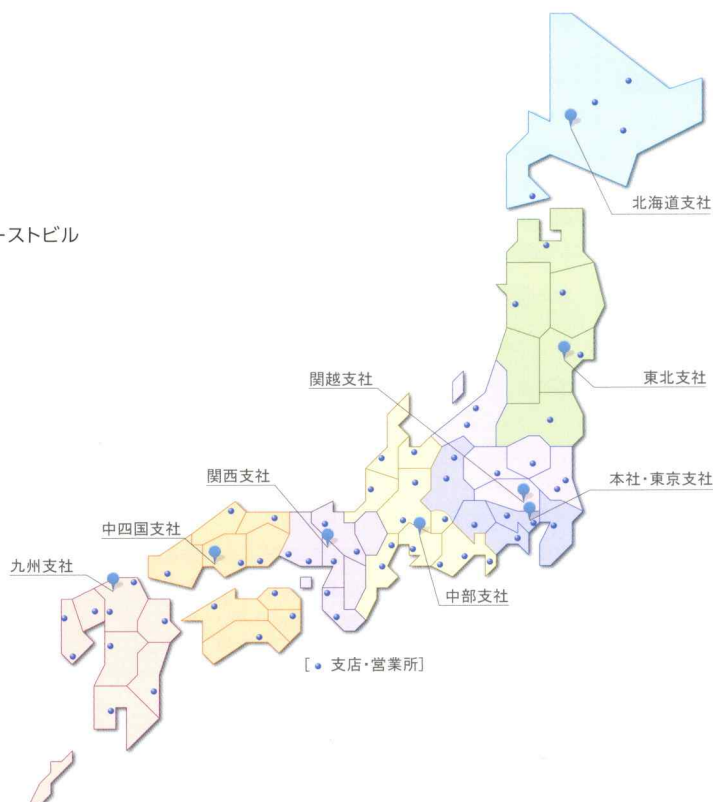 北海道支社
ーストビル
東北支社
関越支社
関西支社
本社・東京支社
中四国支社
九州支社
中部支社
[● 支店・営業所]